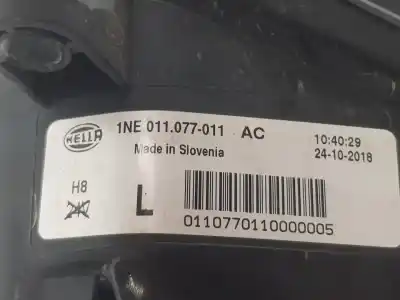 HELLA 1NE 011.077-011 AC 10:40:29
Made in Slovenia 24-10-2018
H8
L
0110770110000005